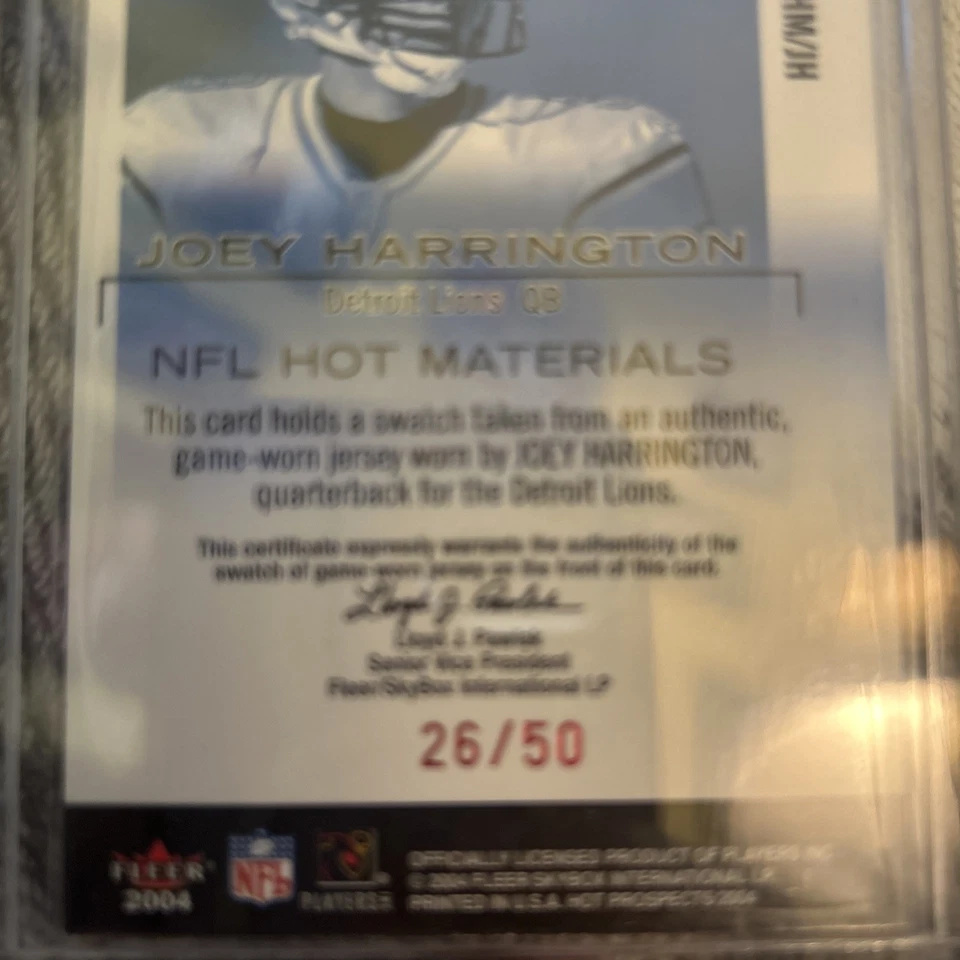 HM/JH
JOEY HARRINGTON
Detroit Lions QB
NFL HOT MATERIALS
This card holds a swatch taken from an authentic,
game-worn jersey worn by JOEY HARRINGTON,
quarterback for the Detroit Lions.
This certificate expressly warrants the authenticity of the
swatch of game-worn jersey on the front of this card.
Lloyd J. Pawlak
Lloyd J. Pawlak
Senior Vice President
Fleer/SkyBox International LP
26/50
FLEER
2004
NFL
PLAYERS
OFFICIALLY LICENSED PRODUCT OF PLAYERS INC
© 2004 FLEER SKYBOX INTERNATIONAL LP
PRINTED IN U.S.A. HOT PROSPECTS 2004